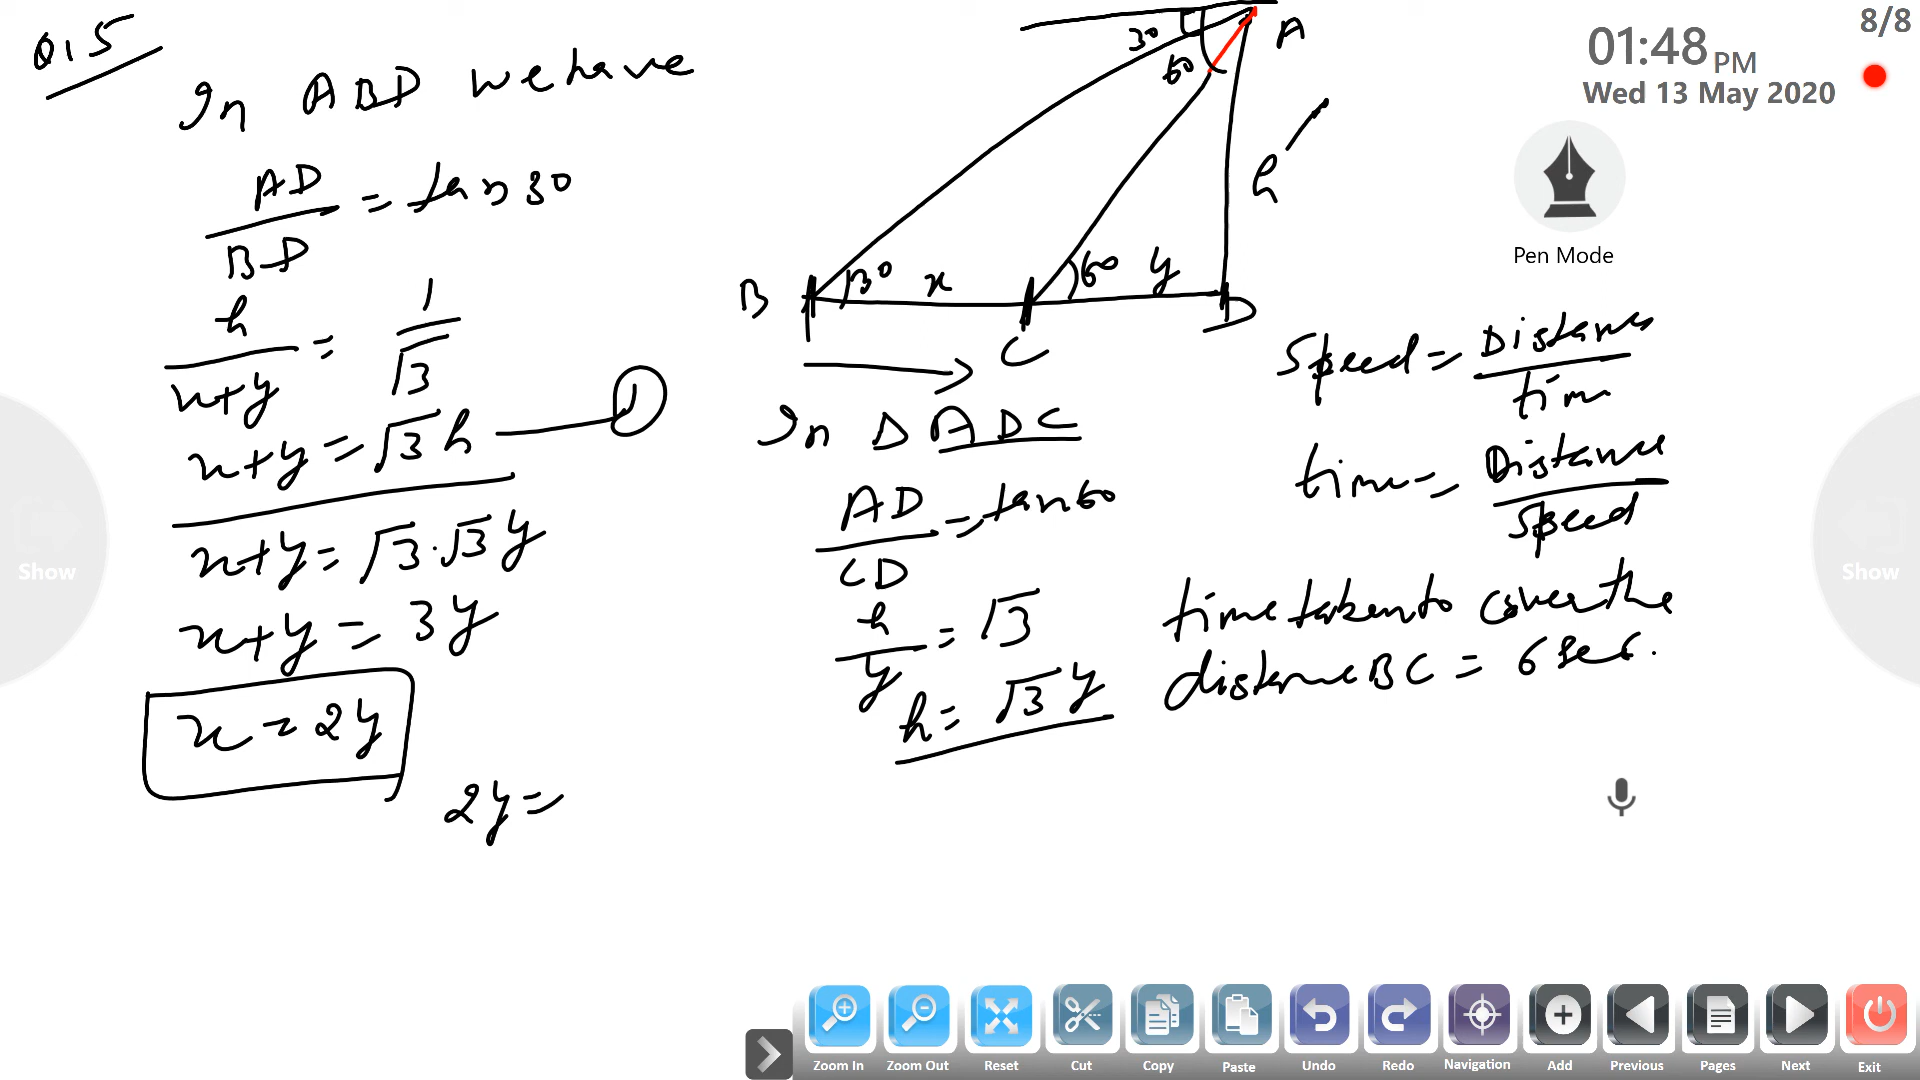 Q15
In ABD we have
AD/BD = tan 30
h/(x+y) = 1/√3
x+y = √3 h — ①
x+y = √3·√3 y
x+y = 3y
x = 2y
2y =
30
60
A
h
B
30
x
60
y
D
C
In Δ ADC
AD/CD = tan 60
h/y = √3
h = √3 y
Speed = Distance/time
time = Distance/Speed
time taken to cover the
distance BC = 6 sec.
8/8
01:48 PM
Wed 13 May 2020
Pen Mode
Show
Show
Zoom In
Zoom Out
Reset
Cut
Copy
Paste
Undo
Redo
Navigation
Add
Previous
Pages
Next
Exit